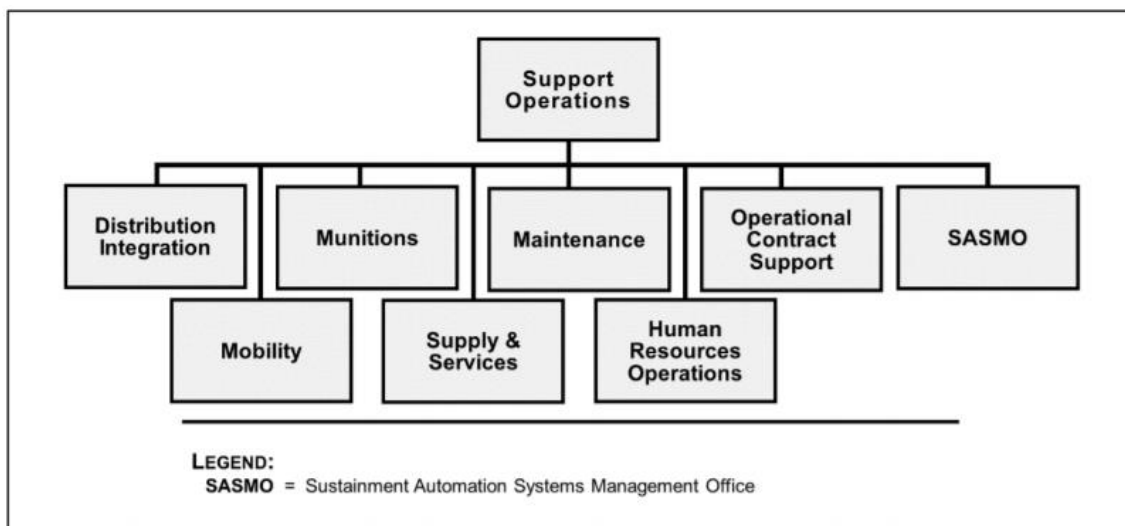 SUPPORT
OPERATIONS
Distribution
Integration
Munitions
Maintenance
Operational
Contract
Support
SASMO
Mobility
Supply &
Services
Human
Resources
Operations
LEGEND:
SASMO = Sustainment Automation Systems Management Office